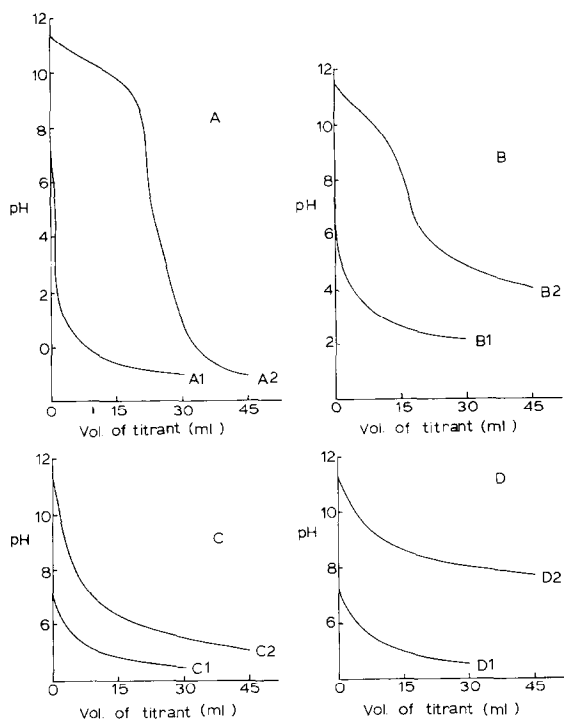 12
10
8
6
4
2
0
pH
A
A1
A2
0 15 30 45
Vol. of titrant (ml)
12
10
8
6
4
2
pH
B
B1
B2
0 15 30 45
Vol. of titrant (ml)
12
10
8
6
pH
C
C1
C2
0 15 30 45
Vol. of titrant (ml)
12
10
8
6
pH
D
D1
D2
0 15 30 45
Vol. of titrant (ml)